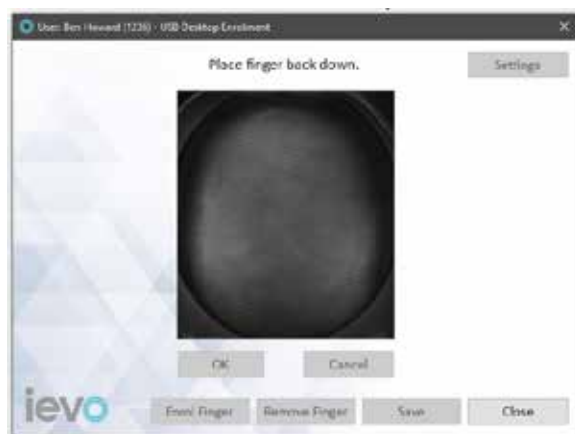 User: Ben Howard (1236) - USB Desktop Enrolment
Place finger back down.
Settings
OK
Cancel
ievo
Enrol Finger
Remove Finger
Save
Close